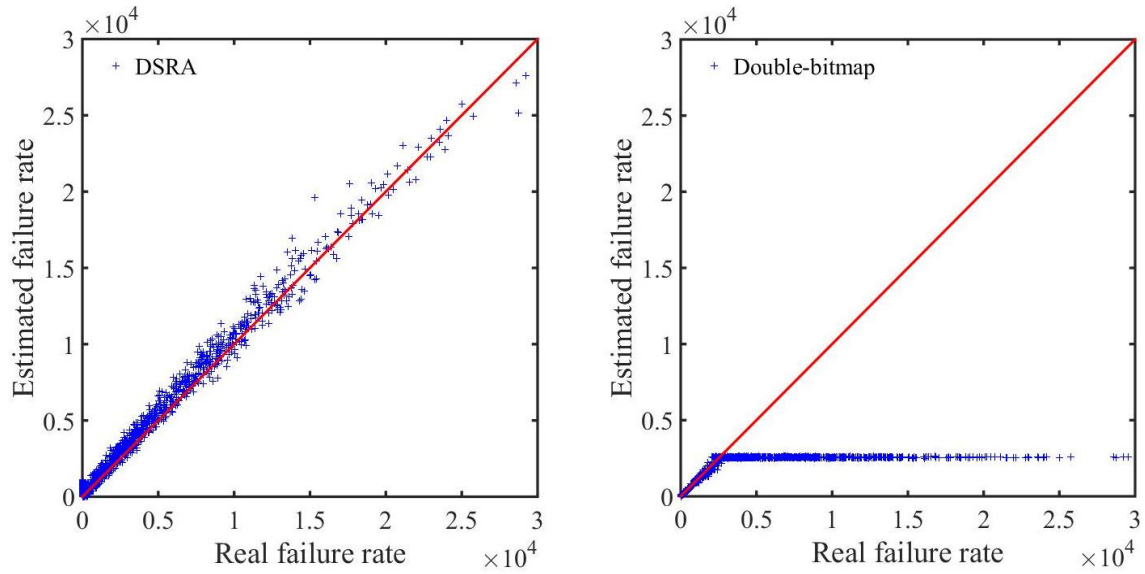 ×10⁴
3
2.5
2
1.5
1
0.5
0
Estimated failure rate
+ DSRA
0 0.5 1 1.5 2 2.5 3
Real failure rate
×10⁴
×10⁴
3
2.5
2
1.5
1
0.5
0
Estimated failure rate
+ Double-bitmap
0 0.5 1 1.5 2 2.5 3
Real failure rate
×10⁴